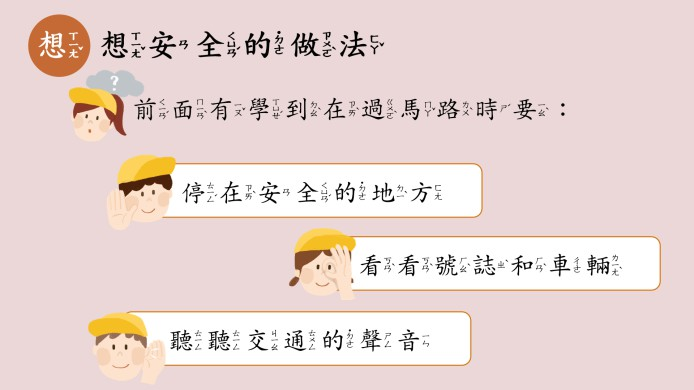 想
想安全的做法
?
前面有學到在過馬路時要：
停在安全的地方
看看號誌和車輛
聽聽交通的聲音